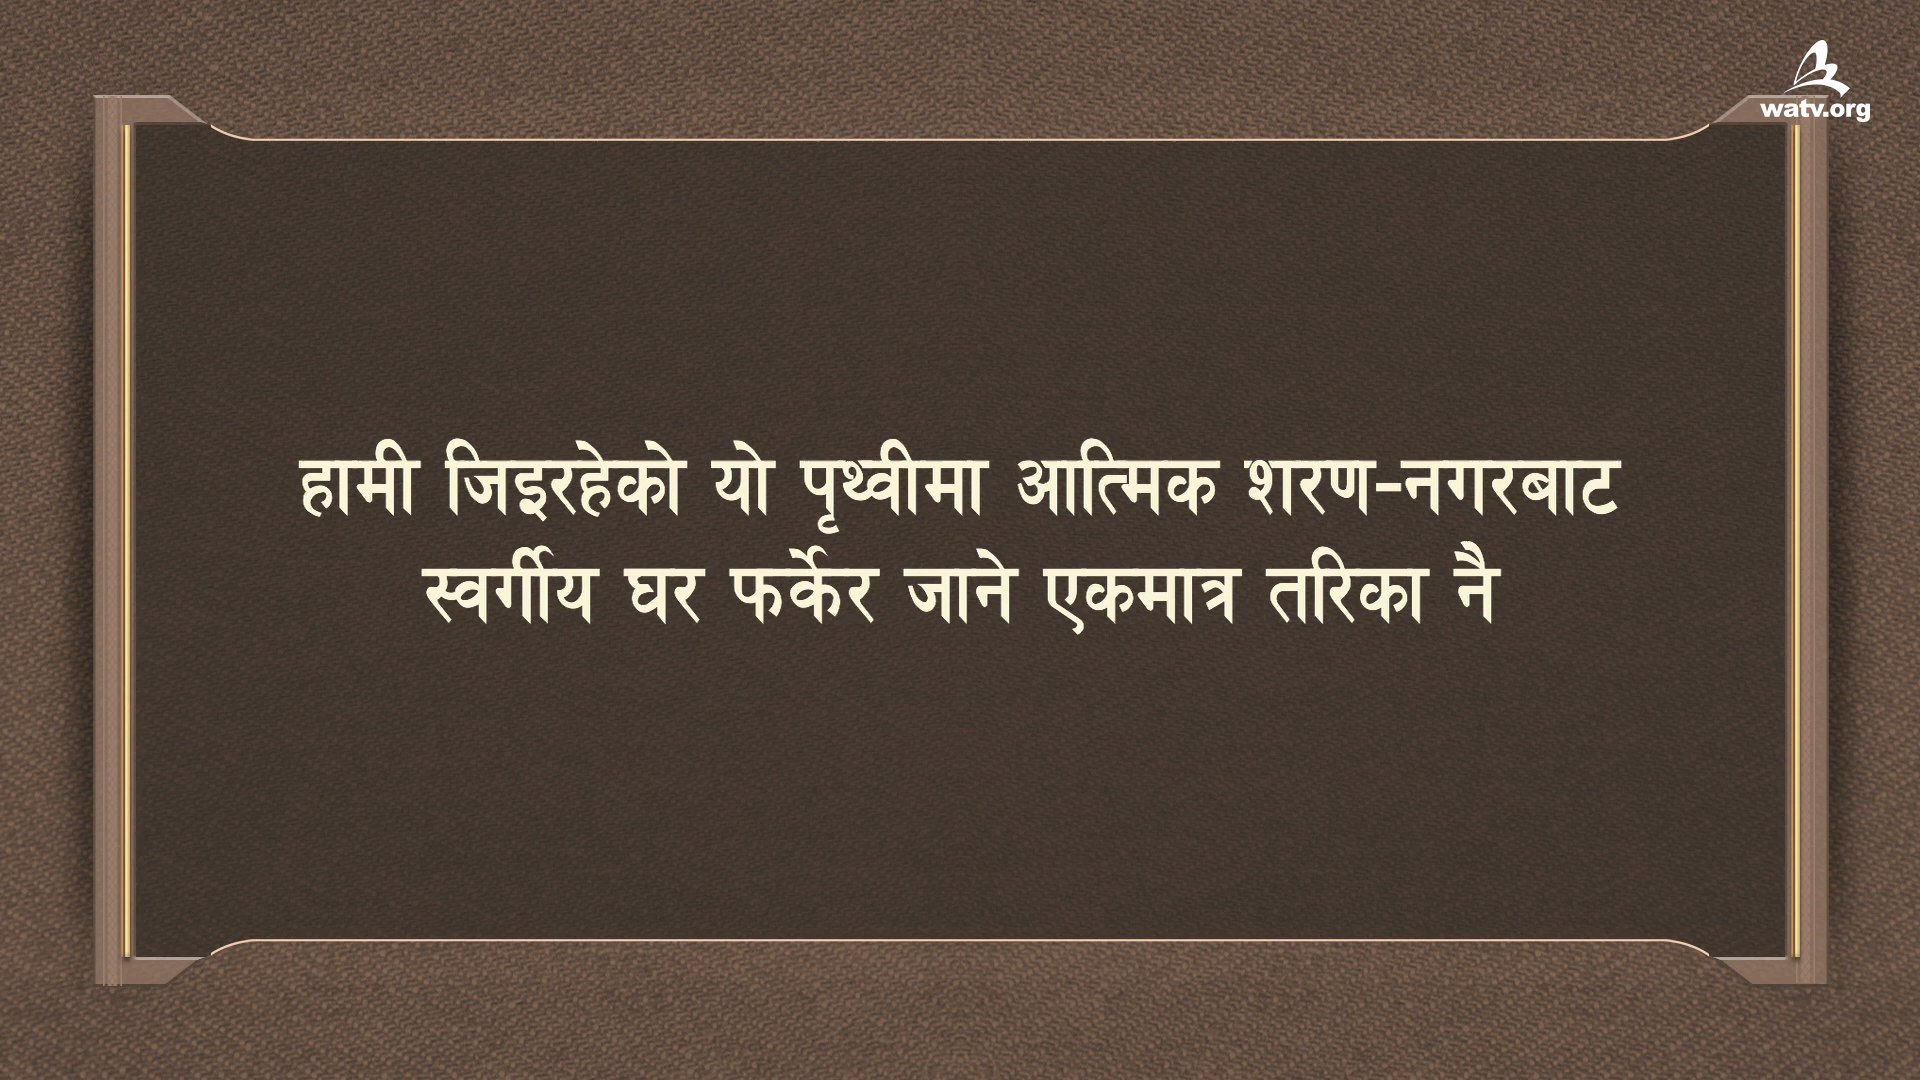 watv.org
हामी जिइरहेको यो पृथ्वीमा आत्मिक शरण-नगरबाट
स्वर्गीय घर फर्केर जाने एकमात्र तरिका नै